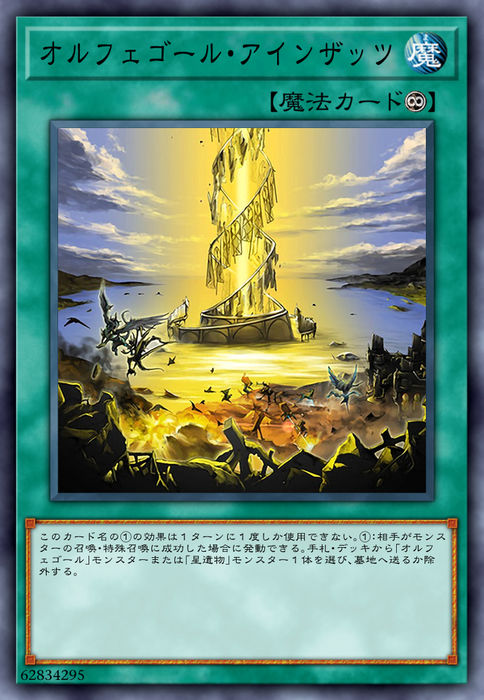 オルフェゴール・アインザッツ 魔
【魔法カード】
このカード名の①の効果は1ターンに1度しか使用できない。①:相手がモンス
ターの召喚・特殊召喚に成功した場合に発動できる。手札・デッキから「オルフ
ェゴール」モンスターまたは「星遺物」モンスター1体を選び、墓地へ送るか除
外する。
62834295